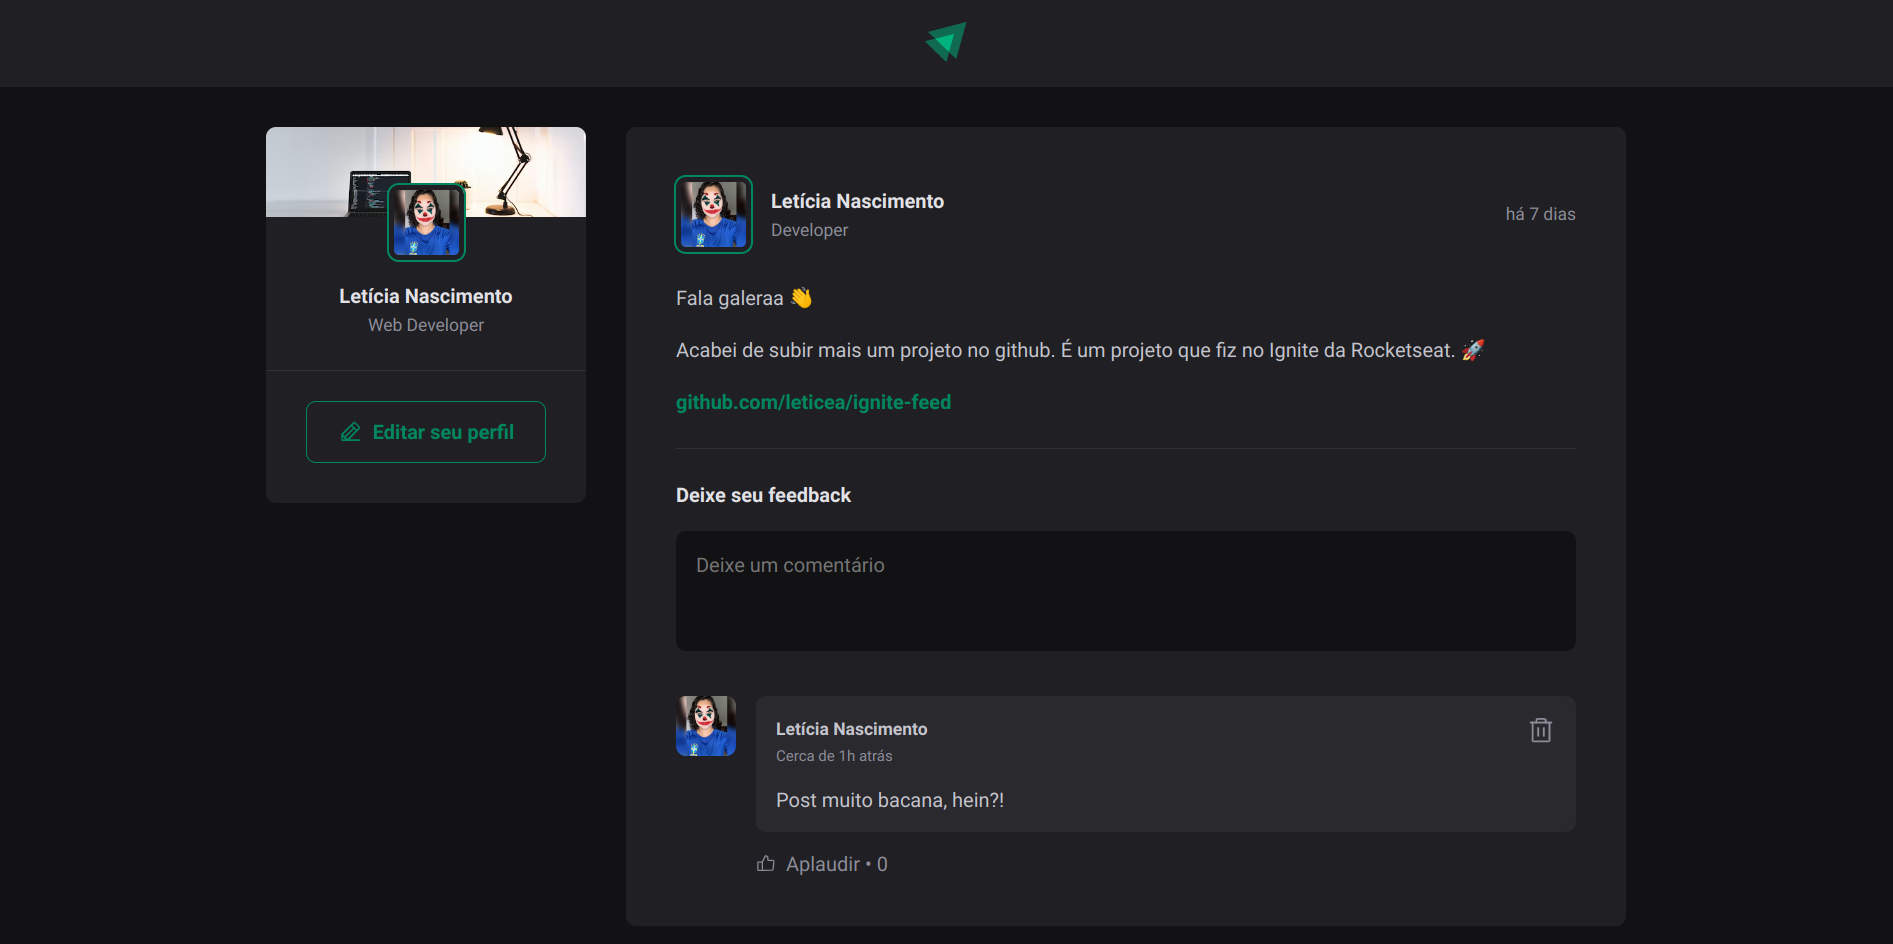 Letícia Nascimento
Web Developer
Editar seu perfil
Letícia Nascimento
Developer
há 7 dias
Fala galeraa 👋
Acabei de subir mais um projeto no github. É um projeto que fiz no Ignite da Rocketseat. 🚀
github.com/leticea/ignite-feed
Deixe seu feedback
Deixe um comentário
Letícia Nascimento
Cerca de 1h atrás
Post muito bacana, hein?!
Aplaudir • 0